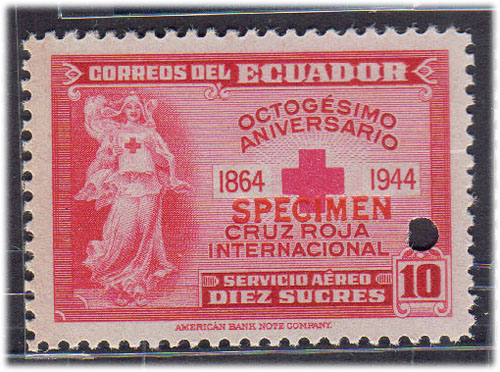 CORREOS DEL ECUADOR
OCTOGÉSIMO
ANIVERSARIO
1864 1944
SPECIMEN
CRUZ ROJA
INTERNACIONAL
SERVICIO AÉREO
DIEZ SUCRES
10
AMERICAN BANK NOTE COMPANY.